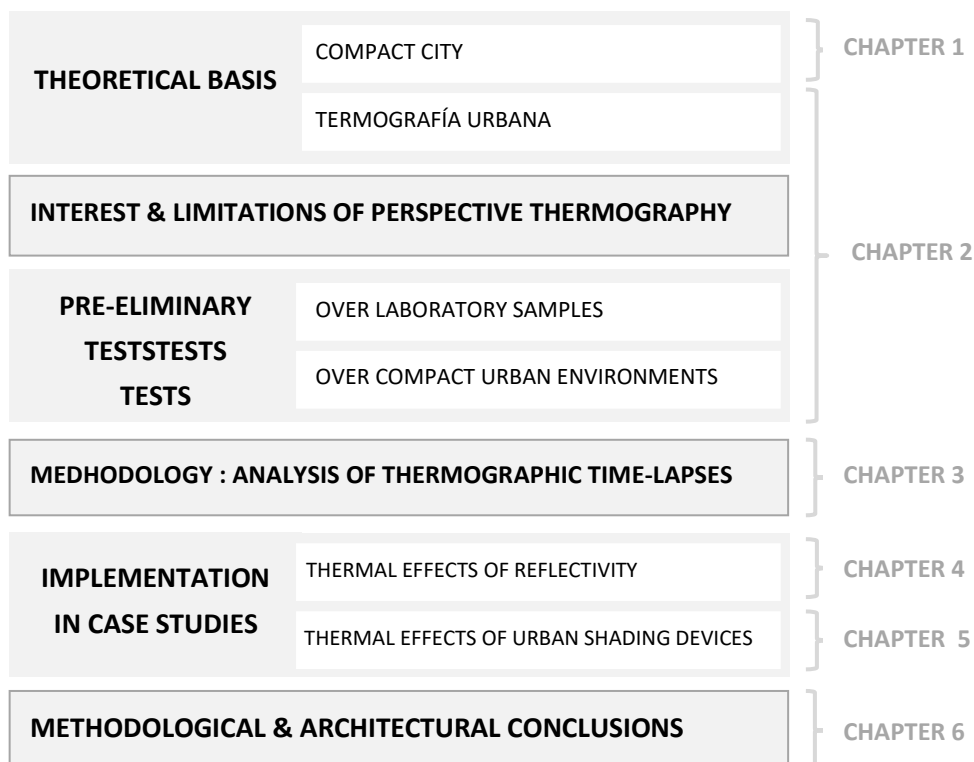 THEORETICAL BASIS
COMPACT CITY
CHAPTER 1
TERMOGRAFÍA URBANA
INTEREST & LIMITATIONS OF PERSPECTIVE THERMOGRAPHY
CHAPTER 2
PRE-ELIMINARY
TESTSTESTS
TESTS
OVER LABORATORY SAMPLES
OVER COMPACT URBAN ENVIRONMENTS
MEDHODOLOGY : ANALYSIS OF THERMOGRAPHIC TIME-LAPSES
CHAPTER 3
IMPLEMENTATION
IN CASE STUDIES
THERMAL EFFECTS OF REFLECTIVITY
CHAPTER 4
THERMAL EFFECTS OF URBAN SHADING DEVICES
CHAPTER 5
METHODOLOGICAL & ARCHITECTURAL CONCLUSIONS
CHAPTER 6